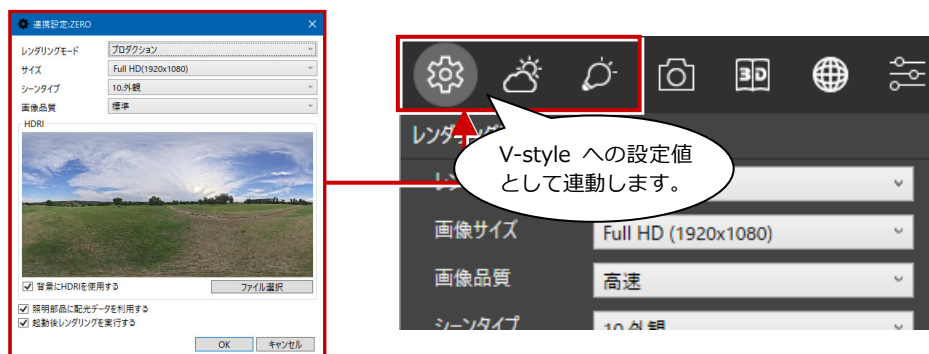 連携設定:ZERO
レンダリングモード
プロダクション
サイズ
Full HD(1920x1080)
シーンタイプ
10.外観
画像品質
標準
HDRI
背景にHDRIを使用する
ファイル選択
照明部品に配光データを利用する
起動後レンダリングを実行する
OK
キャンセル
3D
V-style への設定値
として連動します。
画像サイズ
Full HD (1920x1080)
画像品質
高速
シーンタイプ
10.外観